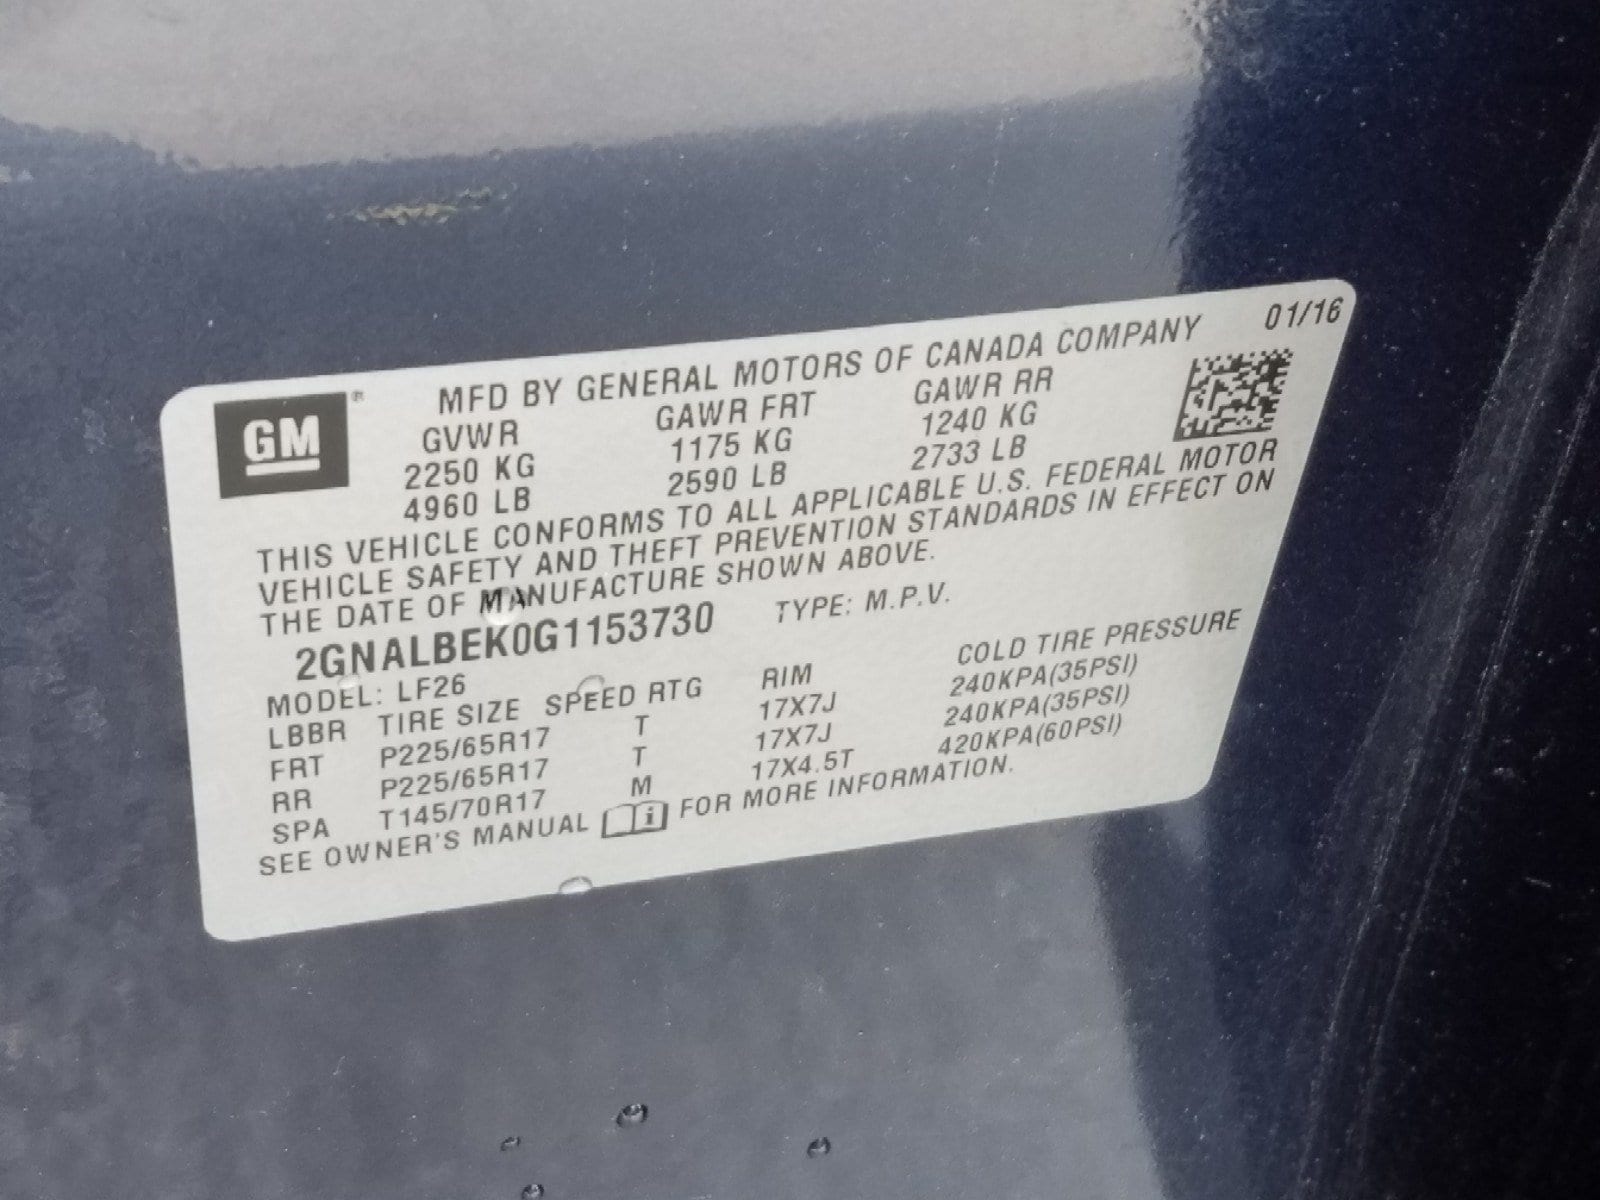 MFD BY GENERAL MOTORS OF CANADA COMPANY 01/16
GM ®
GVWR GAWR FRT GAWR RR
2250 KG 1175 KG 1240 KG
4960 LB 2590 LB 2733 LB
THIS VEHICLE CONFORMS TO ALL APPLICABLE U.S. FEDERAL MOTOR
VEHICLE SAFETY AND THEFT PREVENTION STANDARDS IN EFFECT ON
THE DATE OF MANUFACTURE SHOWN ABOVE.
2GNALBEK0G1153730 TYPE: M.P.V.
MODEL: LF26
LBBR TIRE SIZE SPEED RTG RIM COLD TIRE PRESSURE
FRT P225/65R17 T 17X7J 240KPA(35PSI)
RR P225/65R17 T 17X7J 240KPA(35PSI)
SPA T145/70R17 M 17X4.5T 420KPA(60PSI)
SEE OWNER'S MANUAL i FOR MORE INFORMATION.